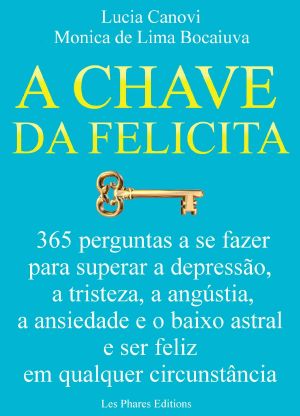 Lucia Canovi
Monica de Lima Bocaiuva
A CHAVE
DA FELICITA
365 perguntas a se fazer
para superar a depressão,
a tristeza, a angústia,
a ansiedade e o baixo astral
e ser feliz
em qualquer circunstância
Les Phares Editions